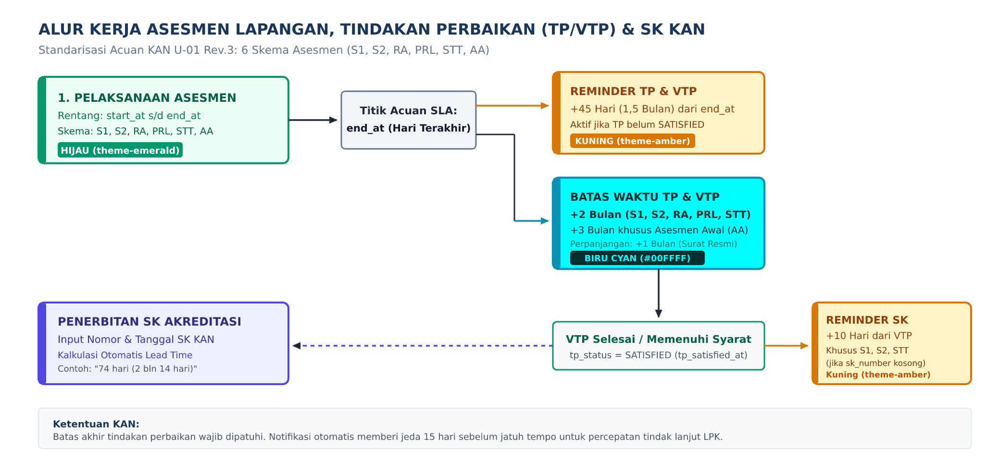 ALUR KERJA ASESMEN LAPANGAN, TINDAKAN PERBAIKAN (TP/VTP) & SK KAN
Standarisasi Acuan KAN U-01 Rev.3: 6 Skema Asesmen (S1, S2, RA, PRL, STT, AA)
1. PELAKSANAAN ASESMEN
Rentang: start_at s/d end_at
Skema: S1, S2, RA, PRL, STT, AA
HIJAU (theme-emerald)
Titik Acuan SLA:
end_at (Hari Terakhir)
REMINDER TP & VTP
+45 Hari (1,5 Bulan) dari end_at
Aktif jika TP belum SATISFIED
KUNING (theme-amber)
BATAS WAKTU TP & VTP
+2 Bulan (S1, S2, RA, PRL, STT)
+3 Bulan khusus Asesmen Awal (AA)
Perpanjangan: +1 Bulan (Surat Resmi)
BIRU CYAN (#00FFFF)
PENERBITAN SK AKREDITASI
Input Nomor & Tanggal SK KAN
Kalkulasi Otomatis Lead Time
Contoh: "74 hari (2 bln 14 hari)"
VTP Selesai / Memenuhi Syarat
tp_status = SATISFIED (tp_satisfied_at)
REMINDER SK
+10 Hari dari VTP
Khusus S1, S2, STT
(jika sk_number kosong)
Kuning (theme-amber)
Ketentuan KAN:
Batas akhir tindakan perbaikan wajib dipatuhi. Notifikasi otomatis memberi jeda 15 hari sebelum jatuh tempo untuk percepatan tindak lanjut LPK.